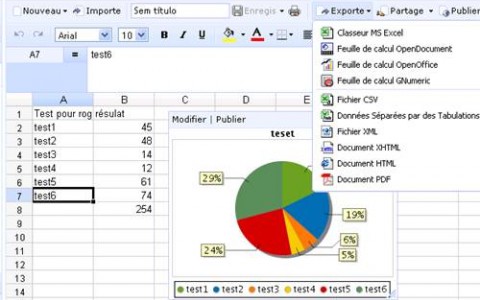 Nouveau Importe Sem título Enregis Exporte Partage Publier
Arial 10 B I U
A7 = test6
Classeur MS Excel
Feuille de calcul OpenDocument
Feuille de calcul OpenOffice
Feuille de calcul GNumeric
Fichier CSV
Données Séparées par des Tabulations
Fichier XML
Document XHTML
Document HTML
Document PDF
A B C D E
1 Test pour rog résulat
2 test1 45
3 test2 48
4 test3 14
5 test4 12
6 test5 61
7 test6 74
8 254
9
10
11
12
13
14
Modifier | Publier
teset
29%
19%
6%
5%
24%
test1 test2 test3 test4 test5 test6